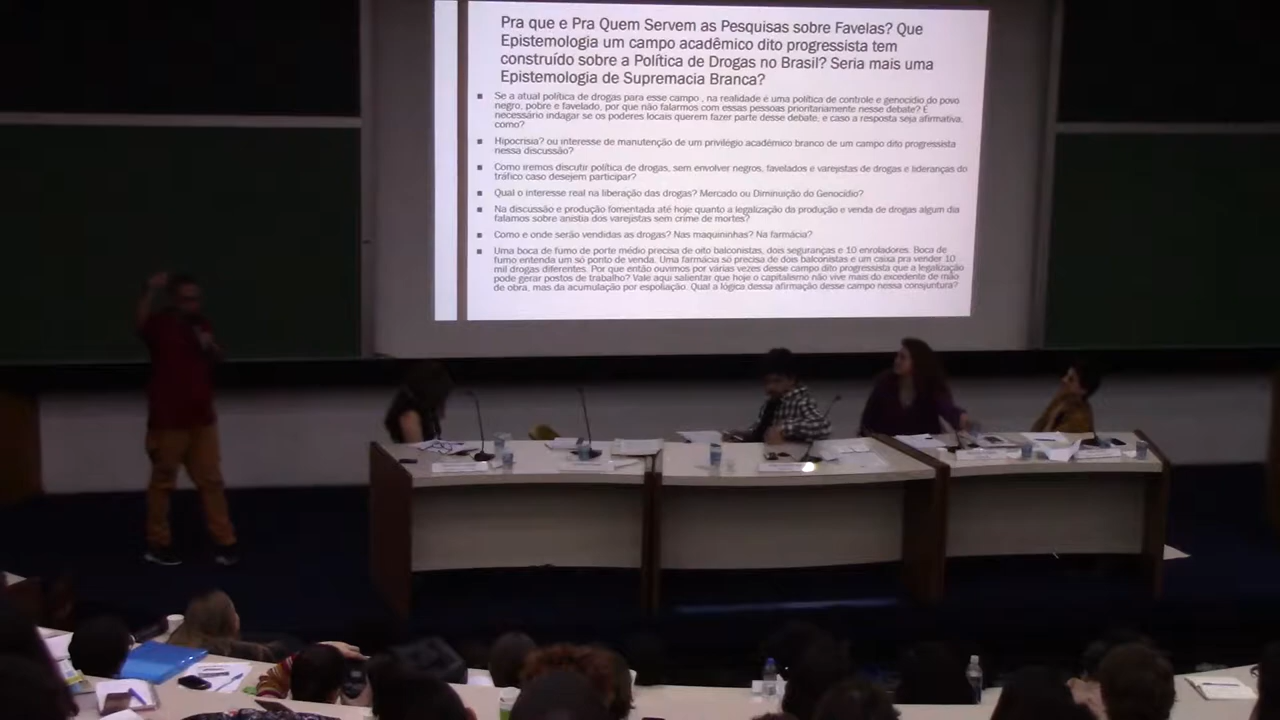 Pra que e Pra Quem Servem as Pesquisas sobre Favelas? Que
Epistemologia um campo acadêmico dito progressista tem
construído sobre a Política de Drogas no Brasil? Seria mais uma
Epistemologia de Supremacia Branca?
Se a atual política de drogas para esse campo , na realidade é uma política de controle e genocídio do povo
negro, pobre e favelado, por que não falarmos com essas pessoas prioritariamente nesse debate? É
necessário indagar se os poderes locais querem fazer parte desse debate, e caso a resposta seja afirmativa,
como?
Hipocrisia? ou interesse de manutenção de um privilégio acadêmico branco de um campo dito progressista
nessa discussão?
Como iremos discutir política de drogas, sem envolver negros, favelados e varejistas de drogas e lideranças do
tráfico caso desejem participar?
Qual o interesse real na liberação das drogas? Mercado ou Diminuição do Genocídio?
Na discussão e produção fomentada até hoje quanto a legalização da produção e venda de drogas algum dia
falamos sobre anistia dos varejistas sem crime de mortes?
Como e onde serão vendidas as drogas? Nas maquininhas? Na farmácia?
Uma boca de fumo de porte médio precisa de oito balconistas, dois seguranças e 10 enroladores. Boca de
fumo entenda um só ponto de venda. Uma farmácia só precisa de dois balconistas e um caixa pra vender 10
mil drogas diferentes. Por que então ouvimos por várias vezes desse campo dito progressista que a legalização
pode gerar postos de trabalho? Vale aqui salientar que hoje o capitalismo não vive mais do excedente de mão
de obra, mas da acumulação por espoliação. Qual a lógica dessa afirmação desse campo nessa conjuntura?